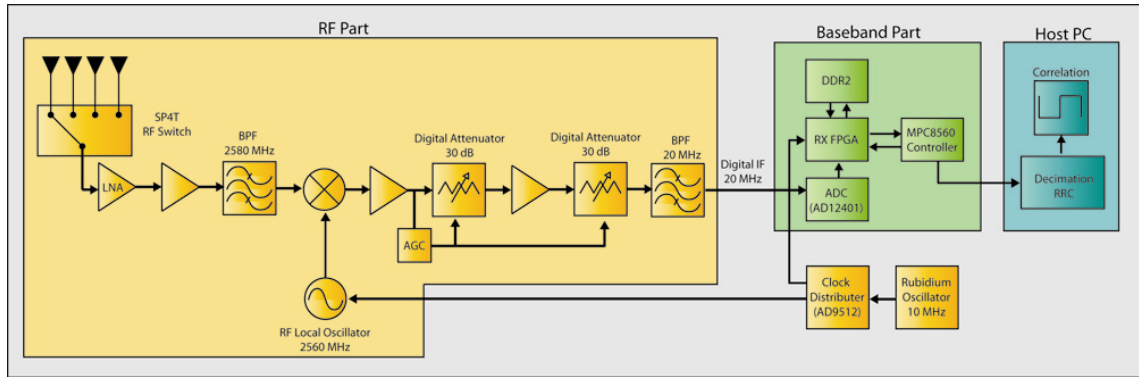 RF Part
Baseband Part
Host PC
SP4T
RF Switch
LNA
BPF
2580 MHz
AGC
Digital Attenuator
30 dB
Digital Attenuator
30 dB
BPF
20 MHz
RF Local Oscillator
2560 MHz
Digital IF
20 MHz
DDR2
RX FPGA
MPC8560
Controller
ADC
(AD12401)
Correlation
Decimation
RRC
Clock
Distributer
(AD9512)
Rubidium
Oscillator
10 MHz